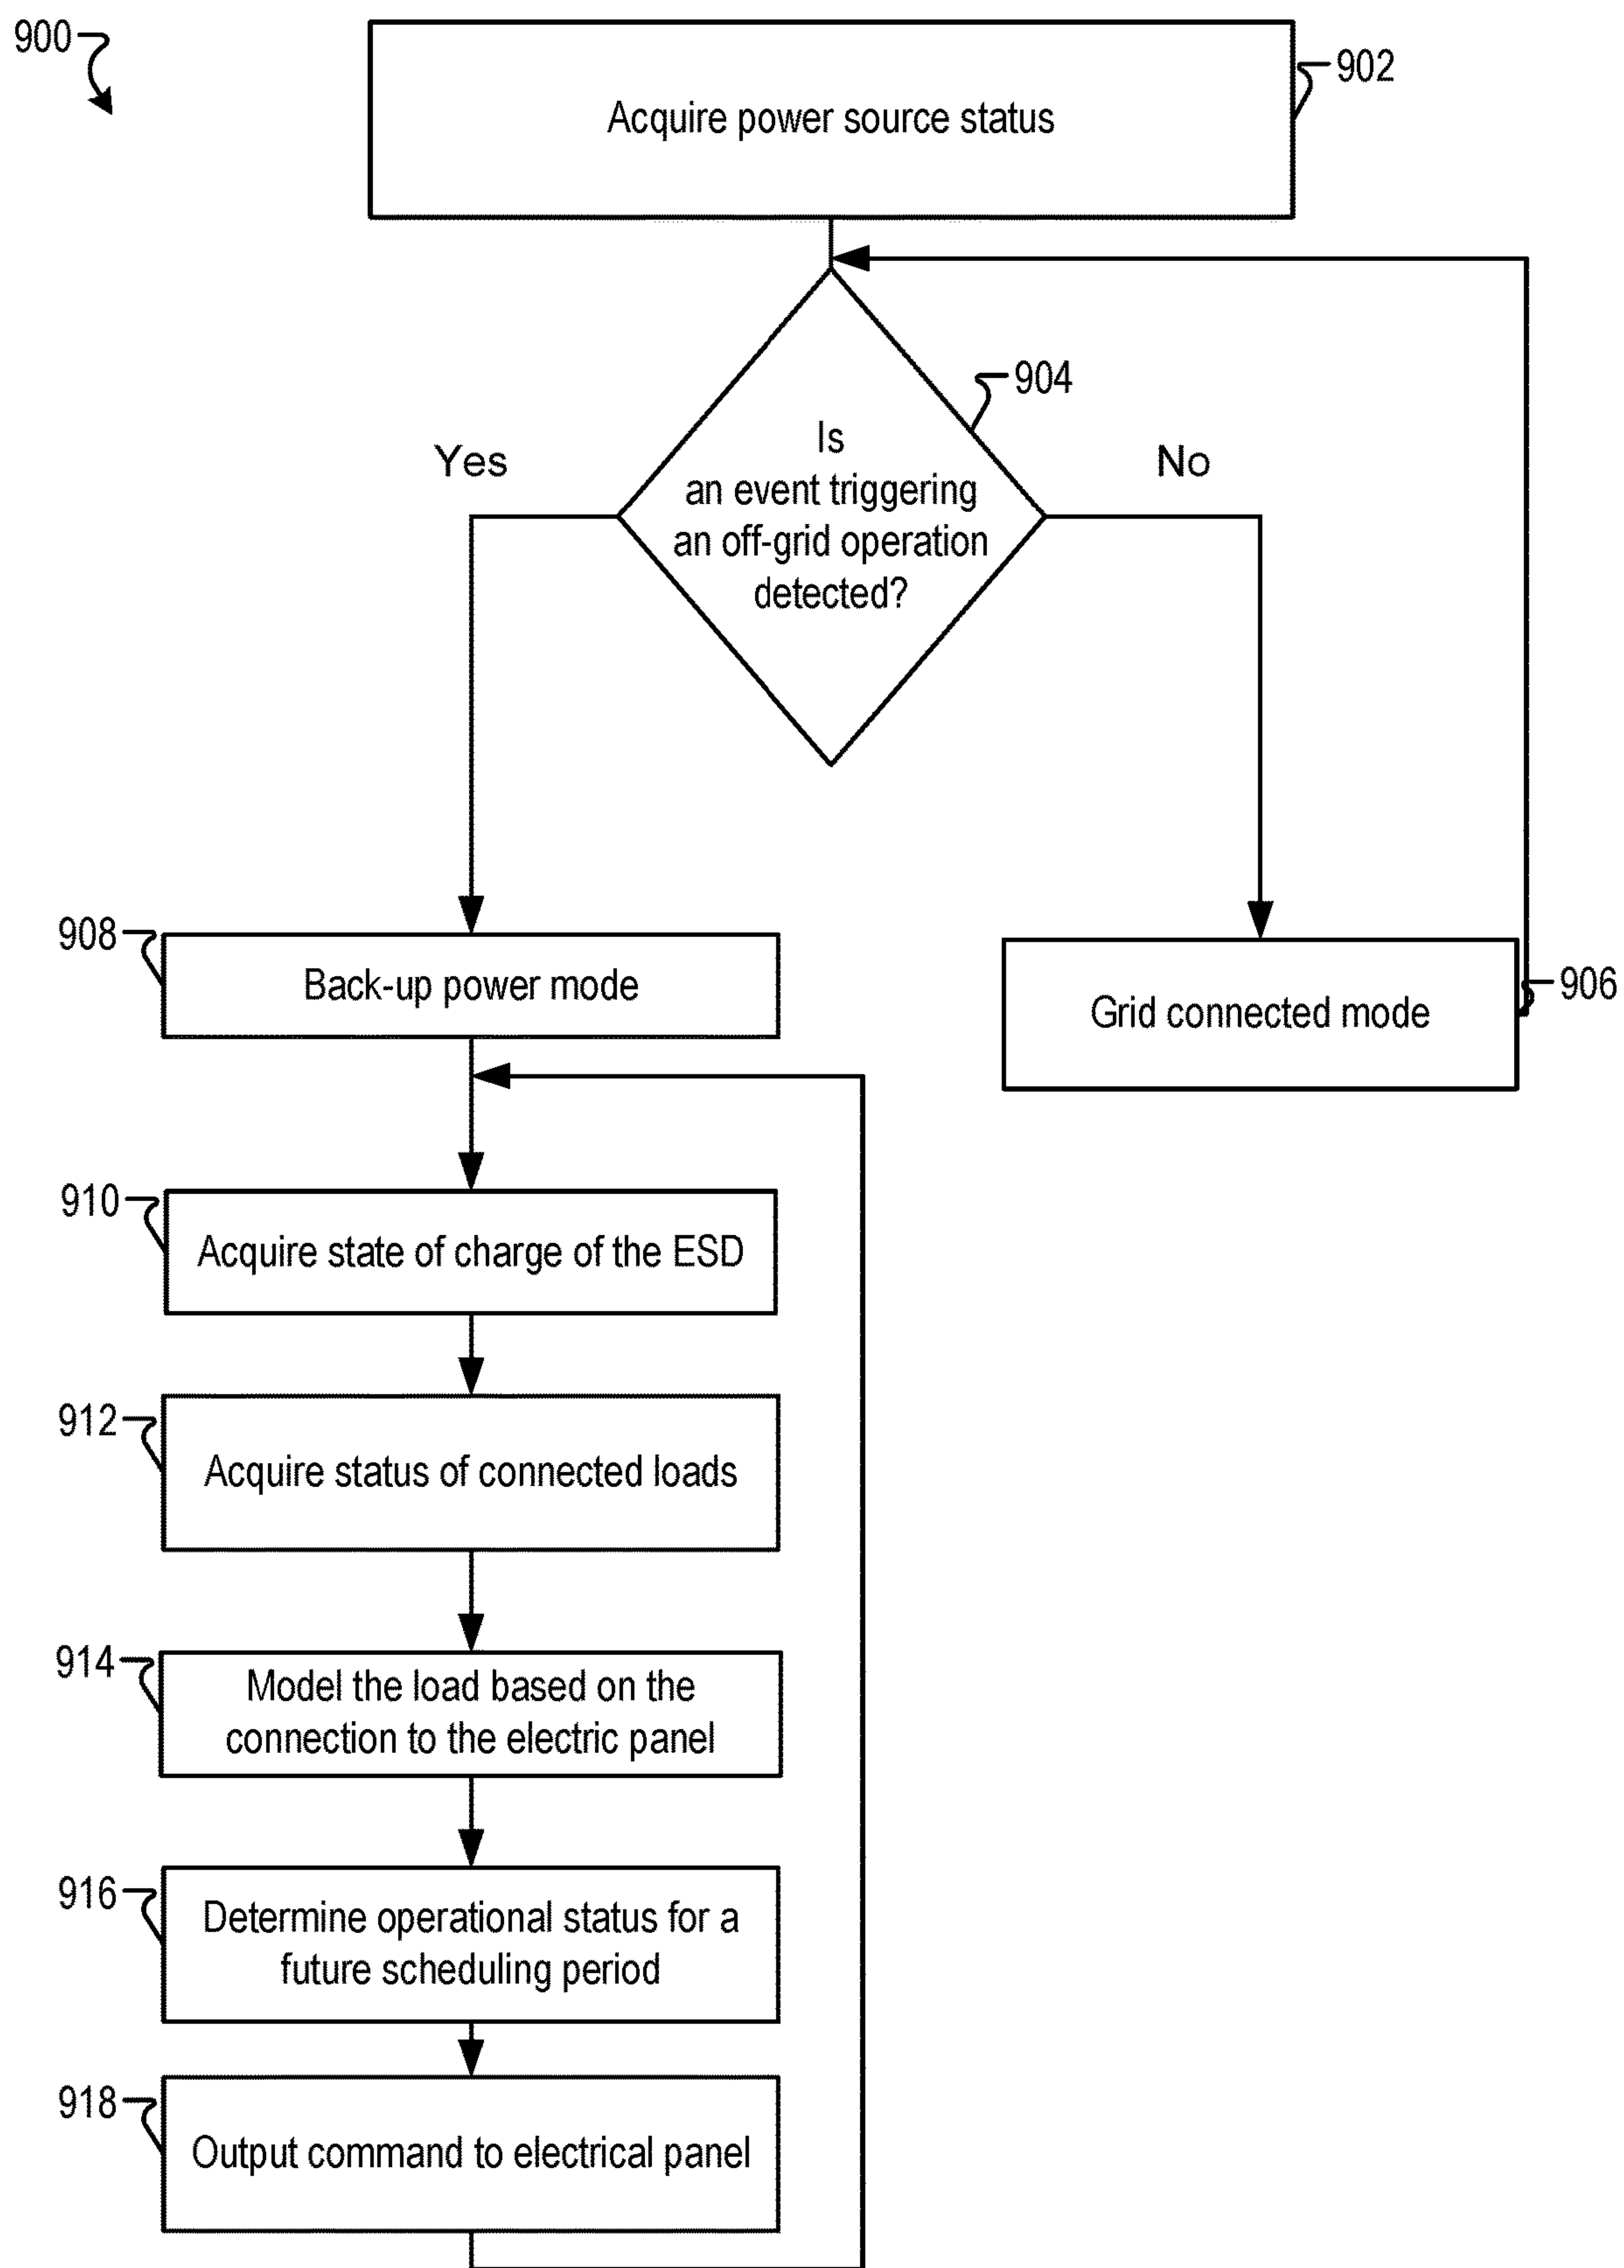 900
902
Acquire power source status
904
Is
an event triggering
an off-grid operation
detected?
Yes
No
908
Back-up power mode
906
Grid connected mode
910
Acquire state of charge of the ESD
912
Acquire status of connected loads
914
Model the load based on the
connection to the electric panel
916
Determine operational status for a
future scheduling period
918
Output command to electrical panel